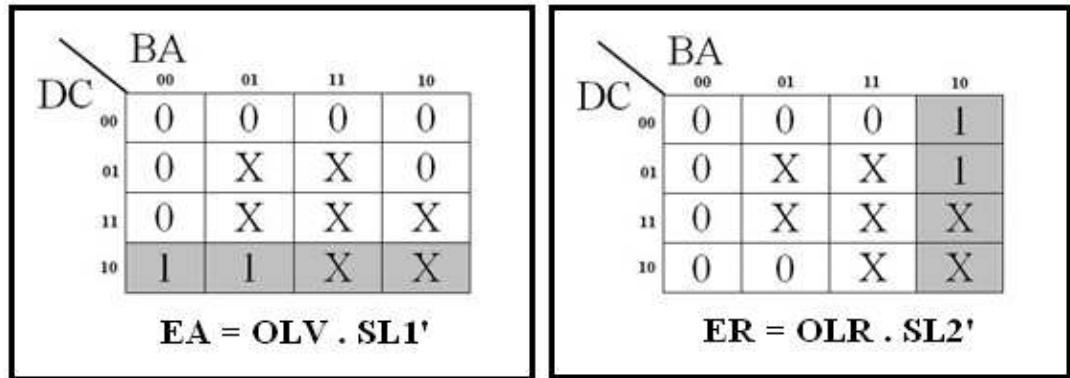 BA
DC
00 01 11 10
00 0 0 0 0
01 0 X X 0
11 0 X X X
10 1 1 X X
EA = OLV . SL1'
BA
DC
00 01 11 10
00 0 0 0 1
01 0 X X 1
11 0 X X X
10 0 0 X X
ER = OLR . SL2'